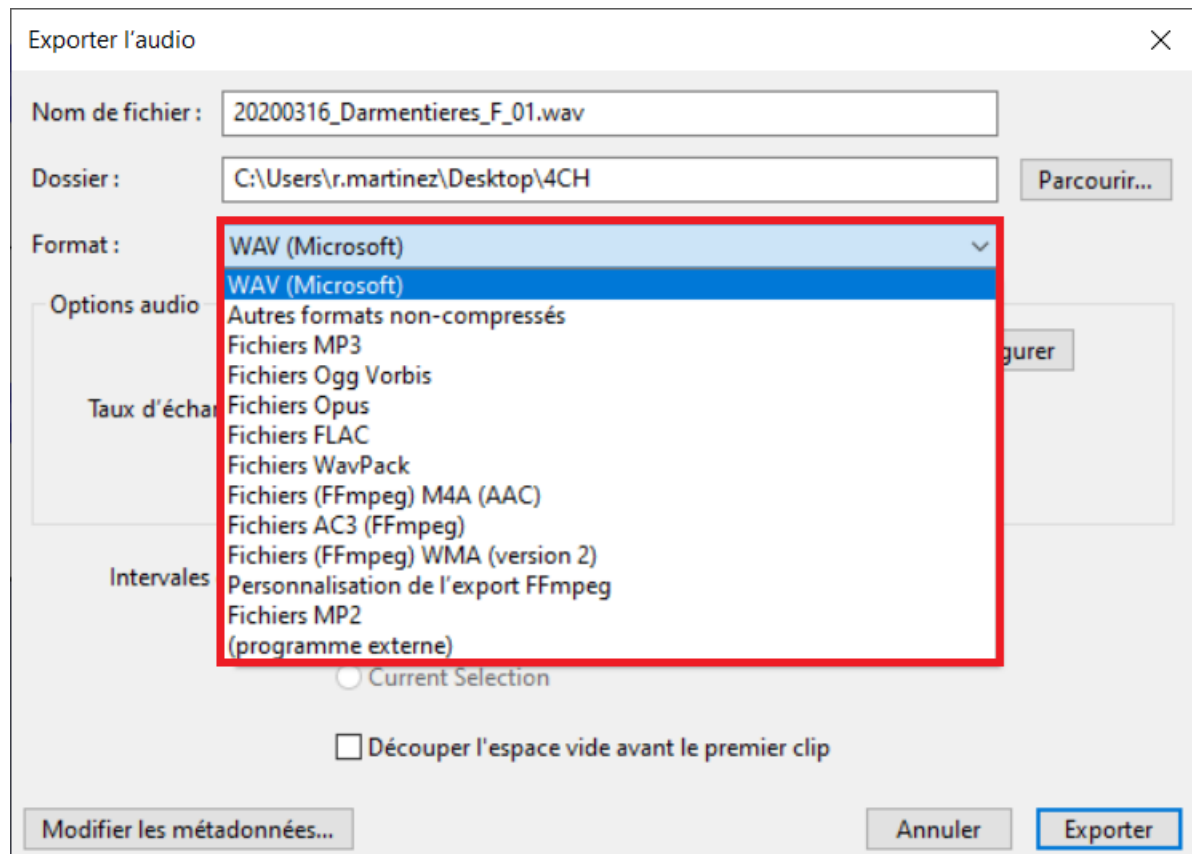 Exporter l’audio
Nom de fichier : 20200316_Darmentieres_F_01.wav
Dossier : C:\Users\r.martinez\Desktop\4CH Parcourir...
Format : WAV (Microsoft)
WAV (Microsoft)
Options audio
Autres formats non-compressés
Fichiers MP3
gurer
Fichiers Ogg Vorbis
Taux d’échan
Fichiers Opus
Fichiers FLAC
Fichiers WavPack
Fichiers (FFmpeg) M4A (AAC)
Fichiers AC3 (FFmpeg)
Fichiers (FFmpeg) WMA (version 2)
Intervales
Personnalisation de l’export FFmpeg
Fichiers MP2
(programme externe)
Current Selection
Découper l'espace vide avant le premier clip
Modifier les métadonnées... Annuler Exporter